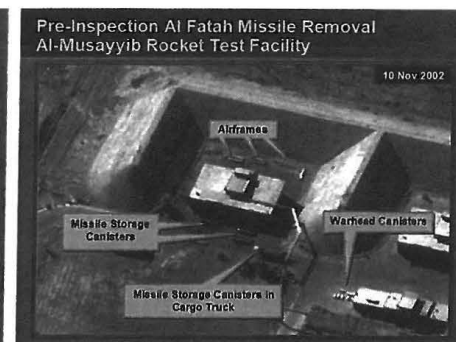 Pre-Inspection Al Fatah Missile Removal
Al-Musayyib Rocket Test Facility
10 Nov 2002
Airframes
Missile Storage
Canisters
Warhead Canisters
Missile Storage Canisters in
Cargo Truck